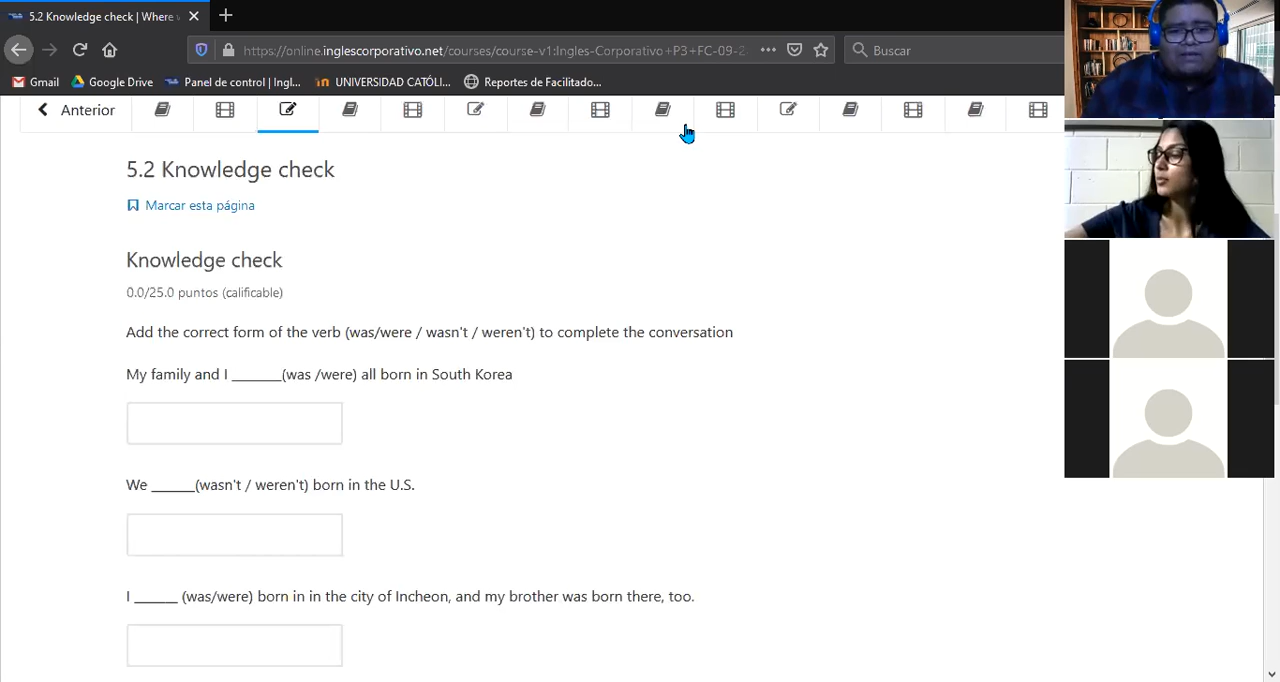 5.2 Knowledge check | Where
https://online.inglescorporativo.net/courses/course-v1:Ingles-Corporativo+P3+FC-09-2
Buscar
Gmail Google Drive Panel de control | Ingl... UNIVERSIDAD CATÓLI... Reportes de Facilitado...
Anterior
5.2 Knowledge check
Marcar esta página
Knowledge check
0.0/25.0 puntos (calificable)
Add the correct form of the verb (was/were / wasn't / weren't) to complete the conversation
My family and I ______(was /were) all born in South Korea
We _____(wasn't / weren't) born in the U.S.
I _____ (was/were) born in in the city of Incheon, and my brother was born there, too.